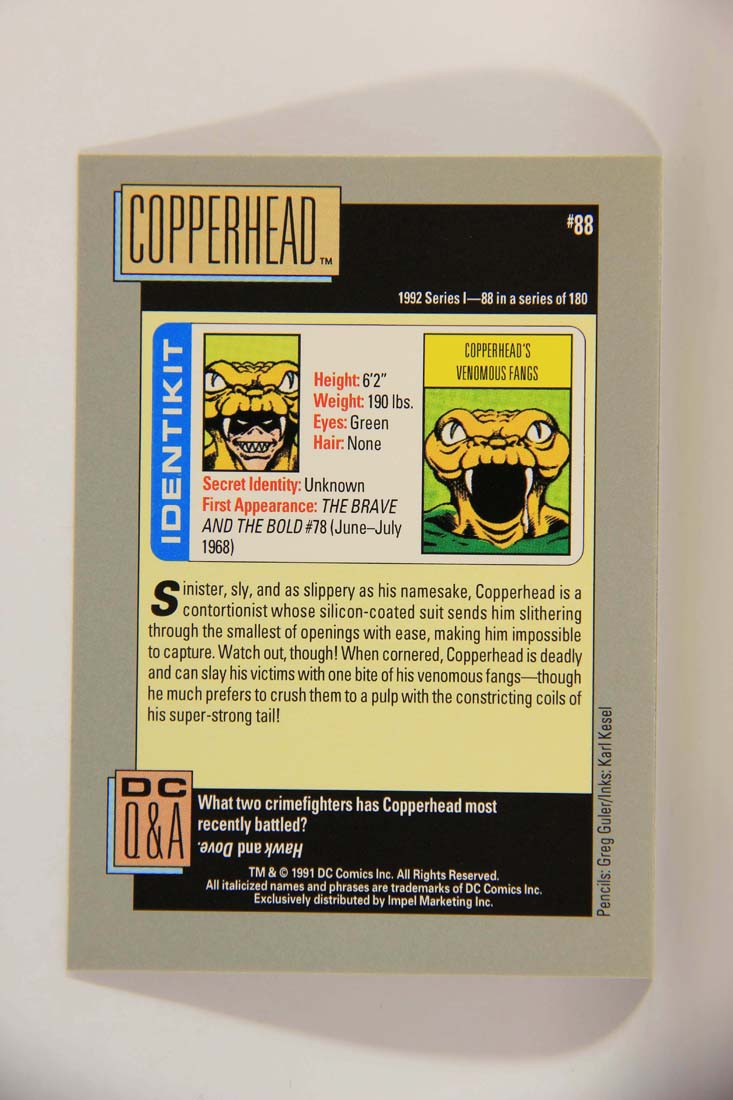 COPPERHEAD™
#88
1992 Series I—88 in a series of 180
IDENTIKIT
Height: 6'2"
Weight: 190 lbs.
Eyes: Green
Hair: None
Secret Identity: Unknown
First Appearance: THE BRAVE
AND THE BOLD #78 (June–July
1968)
COPPERHEAD'S
VENOMOUS FANGS
Sinister, sly, and as slippery as his namesake, Copperhead is a
contortionist whose silicon-coated suit sends him slithering
through the smallest of openings with ease, making him impossible
to capture. Watch out, though! When cornered, Copperhead is deadly
and can slay his victims with one bite of his venomous fangs—though
he much prefers to crush them to a pulp with the constricting coils of
his super-strong tail!
DC
Q&A
What two crimefighters has Copperhead most
recently battled?
Hawk and Dove.
TM & © 1991 DC Comics Inc. All Rights Reserved.
All italicized names and phrases are trademarks of DC Comics Inc.
Exclusively distributed by Impel Marketing Inc.
Pencils: Greg Guler/Inks: Karl Kesel